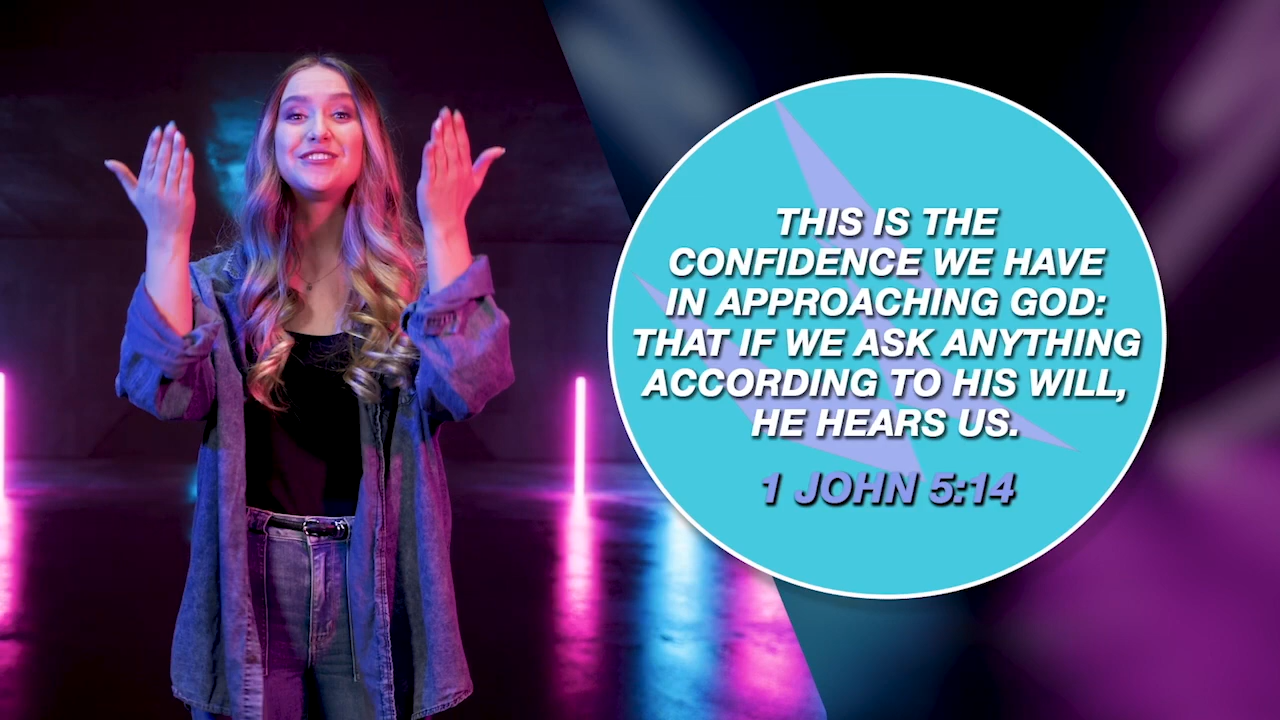 THIS IS THE
CONFIDENCE WE HAVE
IN APPROACHING GOD:
THAT IF WE ASK ANYTHING
ACCORDING TO HIS WILL,
HE HEARS US.
1 JOHN 5:14